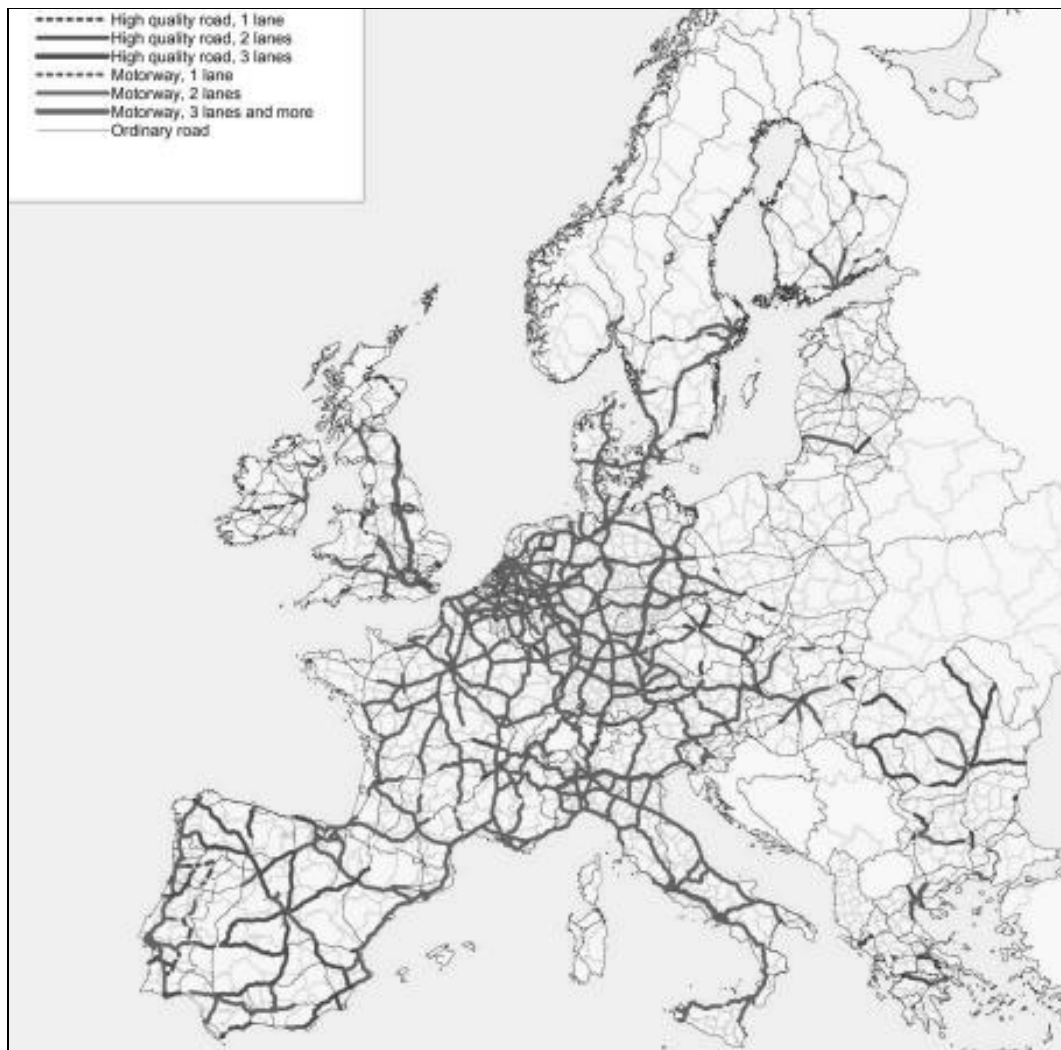 High quality road, 1 lane
High quality road, 2 lanes
High quality road, 3 lanes
Motorway, 1 lane
Motorway, 2 lanes
Motorway, 3 lanes and more
Ordinary road